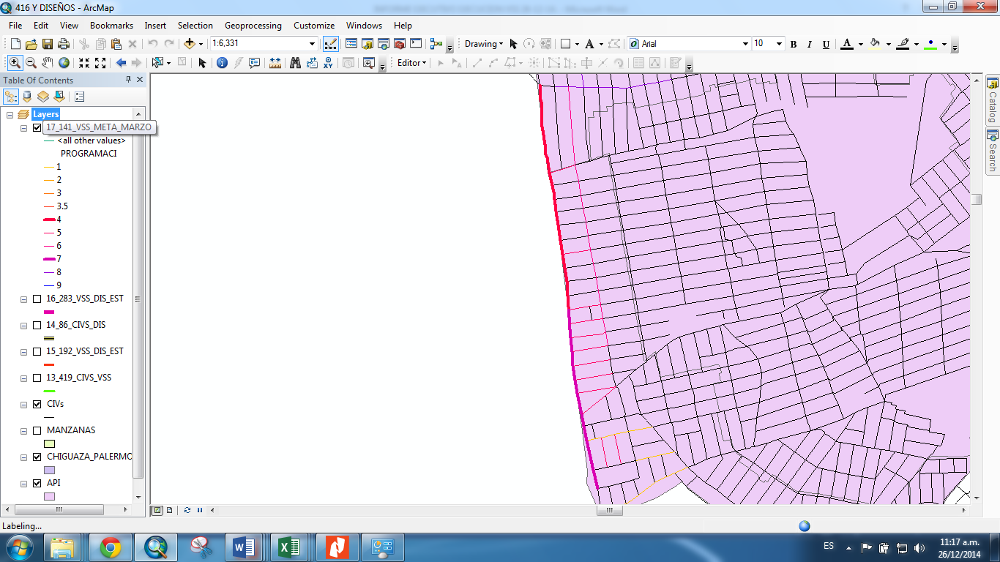 416 Y DISEÑOS - ArcMap
File Edit View Bookmarks Insert Selection Geoprocessing Customize Windows Help
1:6,331 Drawing Arial 10 B I U A
Editor
Table Of Contents
Layers
17_141_VSS_META_MARZO
<all other values>
PROGRAMACI
1
2
3
3.5
4
5
6
7
8
9
16_283_VSS_DIS_EST
14_86_CIVS_DIS
15_192_VSS_DIS_EST
13_419_CIVS_VSS
CIVs
MANZANAS
CHIGUAZA_PALERMO
API
Catalog
Search
Labeling...
ES
11:17 a.m.
26/12/2014